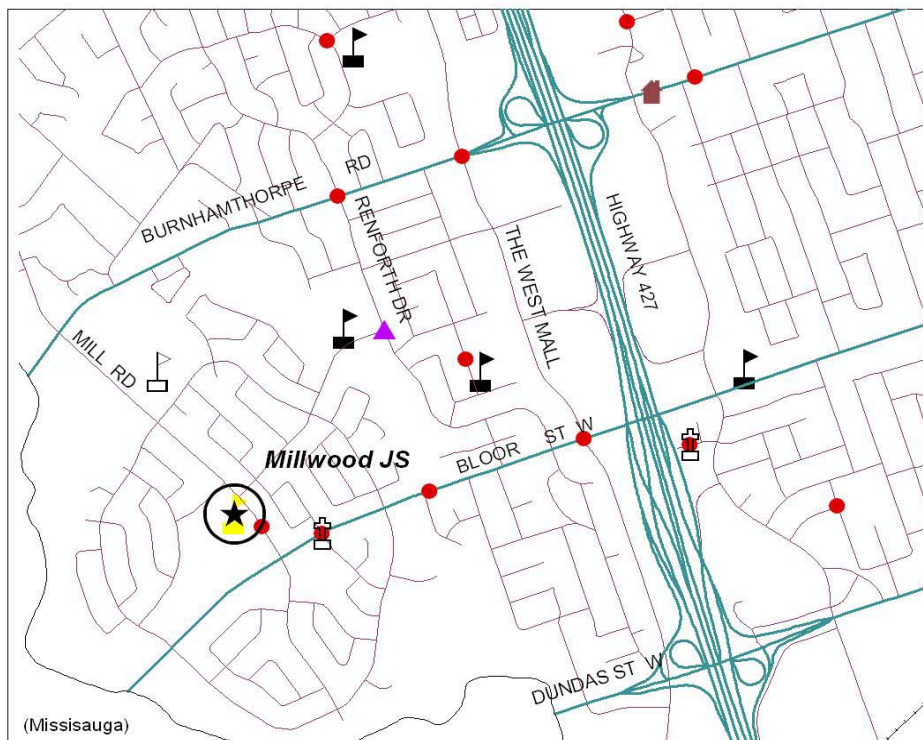 BURNHAMTHORPE RD
RENFORTH DR
THE WEST MALL
HIGHWAY 427
MILL RD
Millwood JS
BLOOR ST W
DUNDAS ST W
(Missisauga)